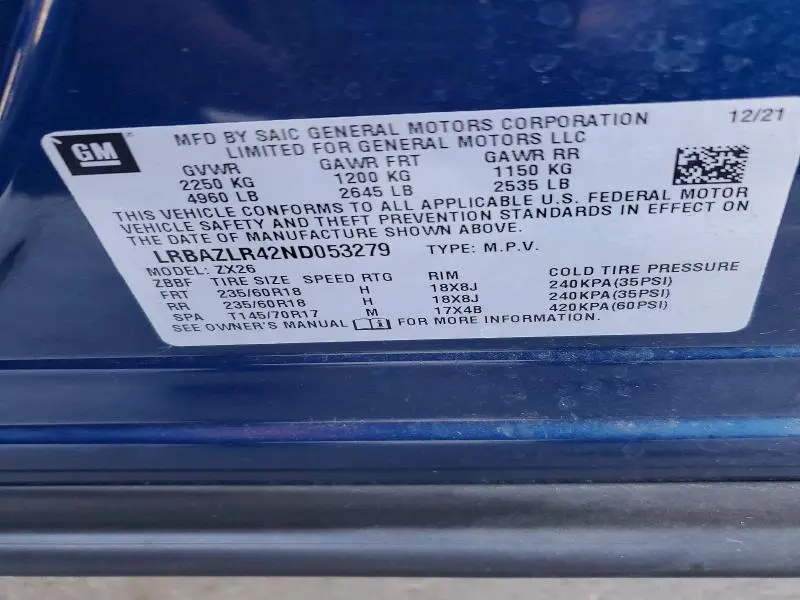 GM
MFD BY SAIC GENERAL MOTORS CORPORATION 12/21
LIMITED FOR GENERAL MOTORS LLC
GVWR GAWR FRT GAWR RR
2250 KG 1200 KG 1150 KG
4960 LB 2645 LB 2535 LB
THIS VEHICLE CONFORMS TO ALL APPLICABLE U.S. FEDERAL MOTOR
VEHICLE SAFETY AND THEFT PREVENTION STANDARDS IN EFFECT ON
THE DATE OF MANUFACTURE SHOWN ABOVE.
LRBAZLR42ND053279 TYPE: M.P.V.
MODEL: ZX26
ZBBF TIRE SIZE SPEED RTG RIM COLD TIRE PRESSURE
FRT 235/60R18 H 18X8J 240KPA(35PSI)
RR 235/60R18 H 18X8J 240KPA(35PSI)
SPA T145/70R17 M 17X4B 420KPA(60PSI)
SEE OWNER'S MANUAL FOR MORE INFORMATION.